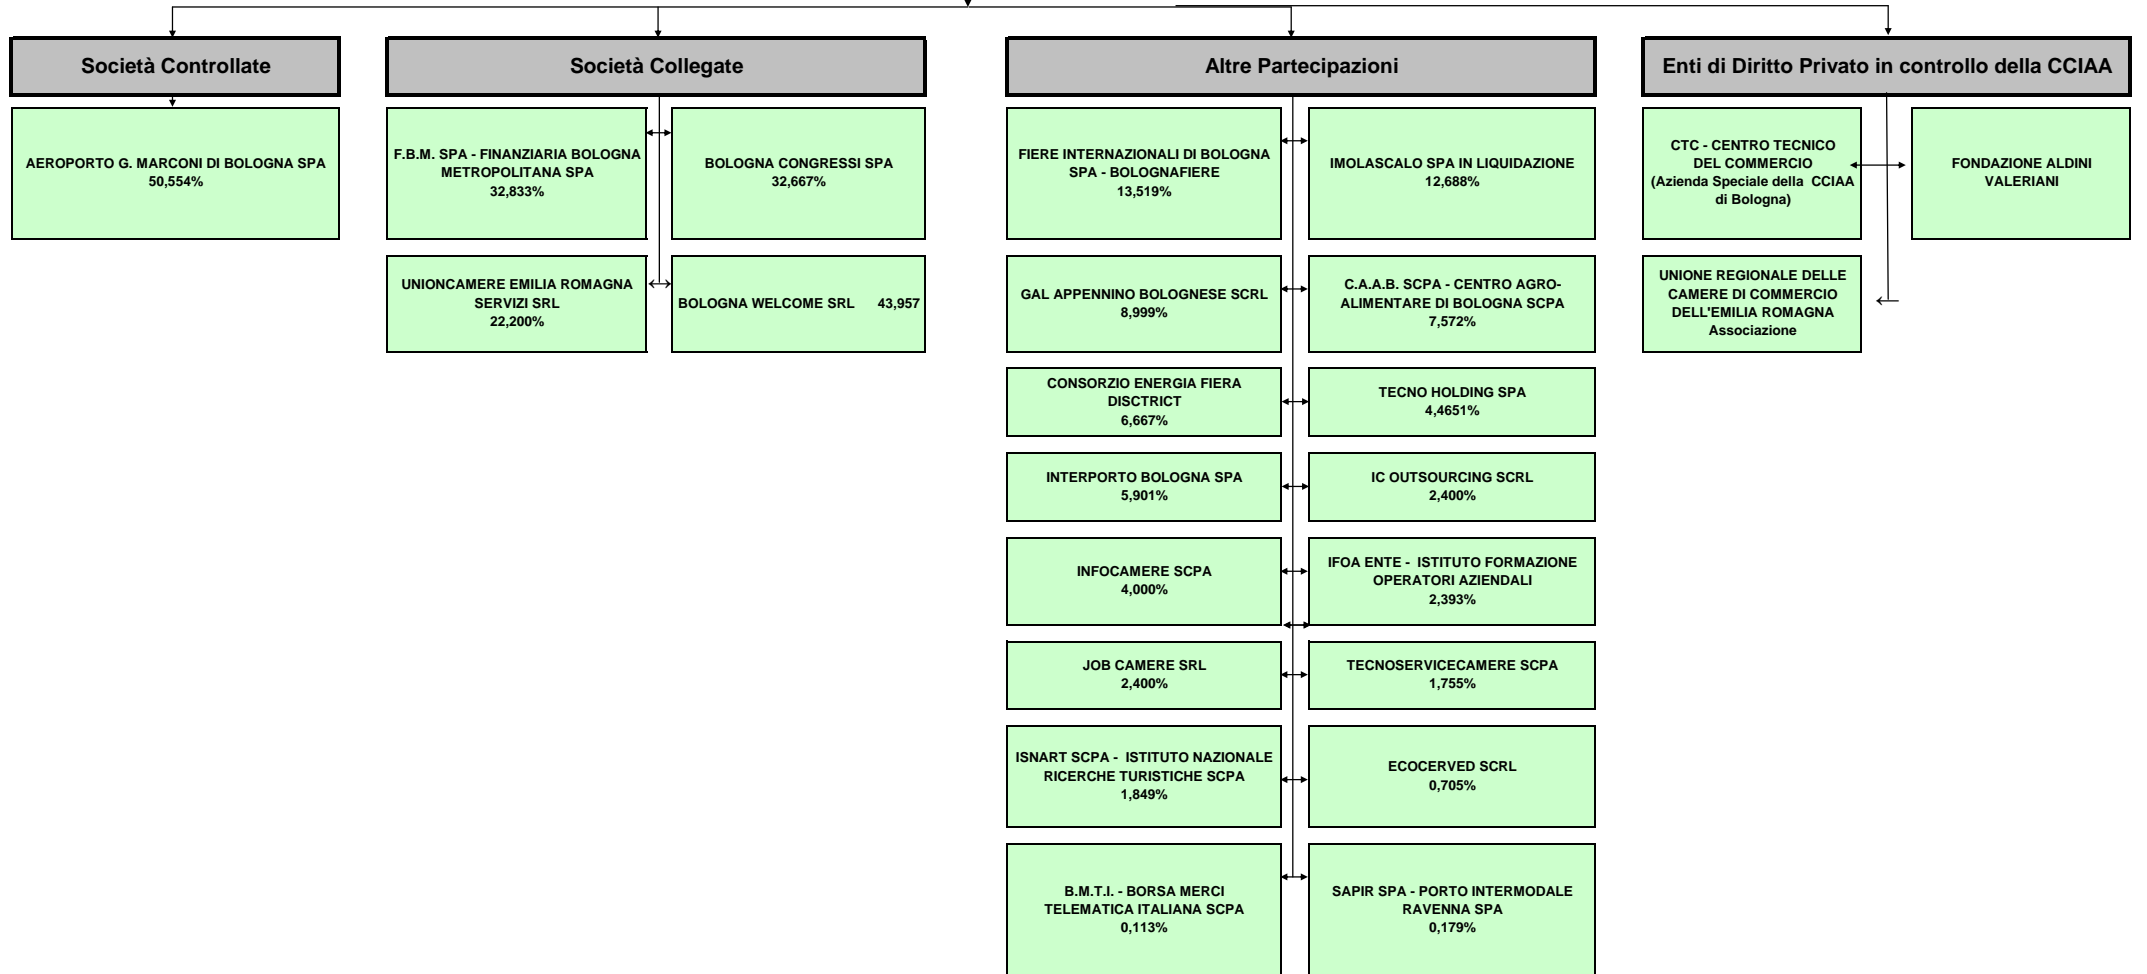 Società Controllate
Società Collegate
Altre Partecipazioni
Enti di Diritto Privato in controllo della CCIAA
AEROPORTO G. MARCONI DI BOLOGNA SPA
50,554%
F.B.M. SPA - FINANZIARIA BOLOGNA
METROPOLITANA SPA
32,833%
BOLOGNA CONGRESSI SPA
32,667%
FIERE INTERNAZIONALI DI BOLOGNA
SPA - BOLOGNAFIERE
13,519%
IMOLASCALO SPA IN LIQUIDAZIONE
12,688%
CTC - CENTRO TECNICO
DEL COMMERCIO
(Azienda Speciale della  CCIAA
di Bologna)
FONDAZIONE ALDINI
VALERIANI
UNIONCAMERE EMILIA ROMAGNA
SERVIZI SRL
22,200%
BOLOGNA WELCOME SRL 43,957
GAL APPENNINO BOLOGNESE SCRL
8,999%
C.A.A.B. SCPA - CENTRO AGRO-
ALIMENTARE DI BOLOGNA SCPA
7,572%
UNIONE REGIONALE DELLE
CAMERE DI COMMERCIO
DELL'EMILIA ROMAGNA
Associazione
CONSORZIO ENERGIA FIERA
DISCTRICT
6,667%
TECNO HOLDING SPA
4,4651%
INTERPORTO BOLOGNA SPA
5,901%
IC OUTSOURCING SCRL
2,400%
INFOCAMERE SCPA
4,000%
IFOA ENTE -  ISTITUTO FORMAZIONE
OPERATORI AZIENDALI
2,393%
JOB CAMERE SRL
2,400%
TECNOSERVICECAMERE SCPA
1,755%
ISNART SCPA -  ISTITUTO NAZIONALE
RICERCHE TURISTICHE SCPA
1,849%
ECOCERVED SCRL
0,705%
B.M.T.I. - BORSA MERCI
TELEMATICA ITALIANA SCPA
0,113%
SAPIR SPA - PORTO INTERMODALE
RAVENNA SPA
0,179%